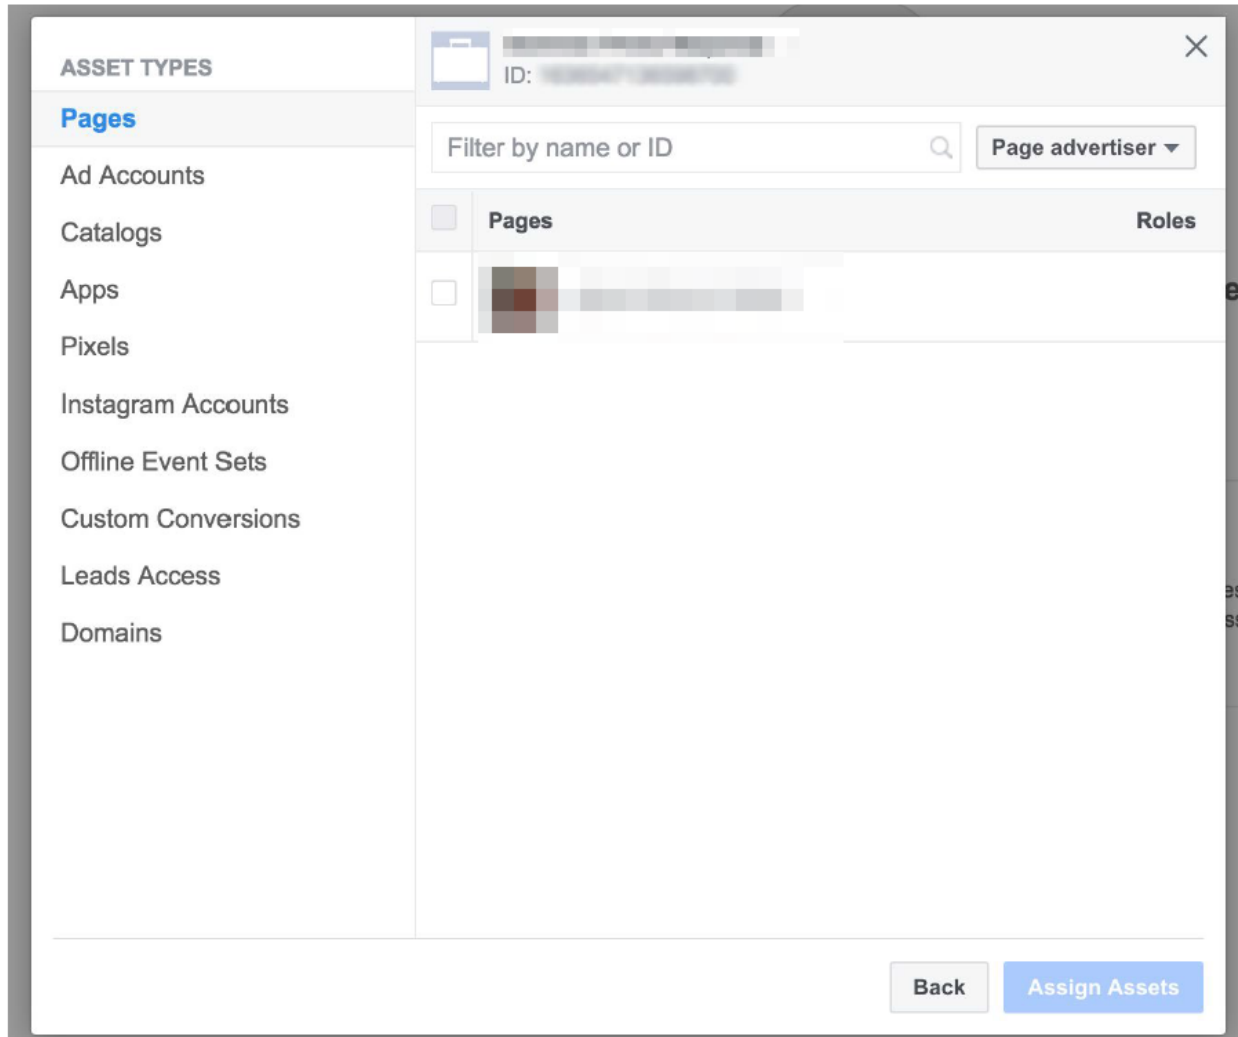 ASSET TYPES
Pages
Ad Accounts
Catalogs
Apps
Pixels
Instagram Accounts
Offline Event Sets
Custom Conversions
Leads Access
Domains
ID:
Filter by name or ID
Page advertiser
Pages Roles
Back Assign Assets